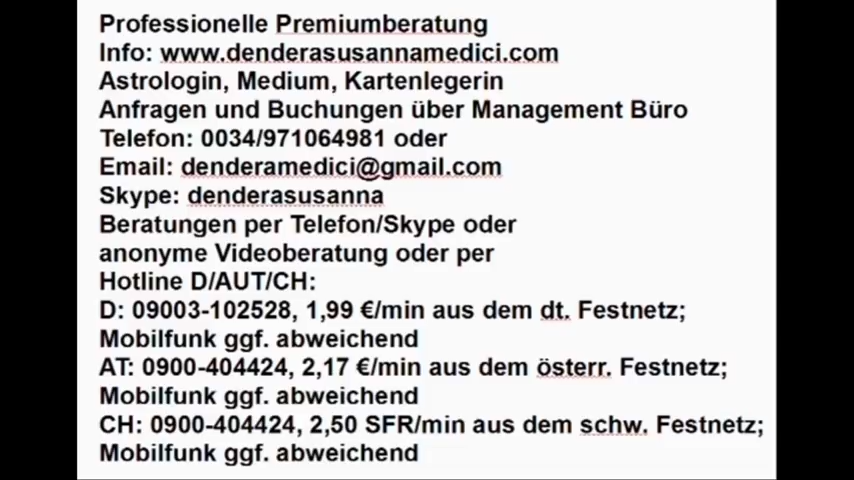 Professionelle Premiumberatung
Info: www.denderasusannamedici.com
Astrologin, Medium, Kartenlegerin
Anfragen und Buchungen über Management Büro
Telefon: 0034/971064981 oder
Email: denderamedici@gmail.com
Skype: denderasusanna
Beratungen per Telefon/Skype oder
anonyme Videoberatung oder per
Hotline D/AUT/CH:
D: 09003-102528, 1,99 €/min aus dem dt. Festnetz;
Mobilfunk ggf. abweichend
AT: 0900-404424, 2,17 €/min aus dem österr. Festnetz;
Mobilfunk ggf. abweichend
CH: 0900-404424, 2,50 SFR/min aus dem schw. Festnetz;
Mobilfunk ggf. abweichend